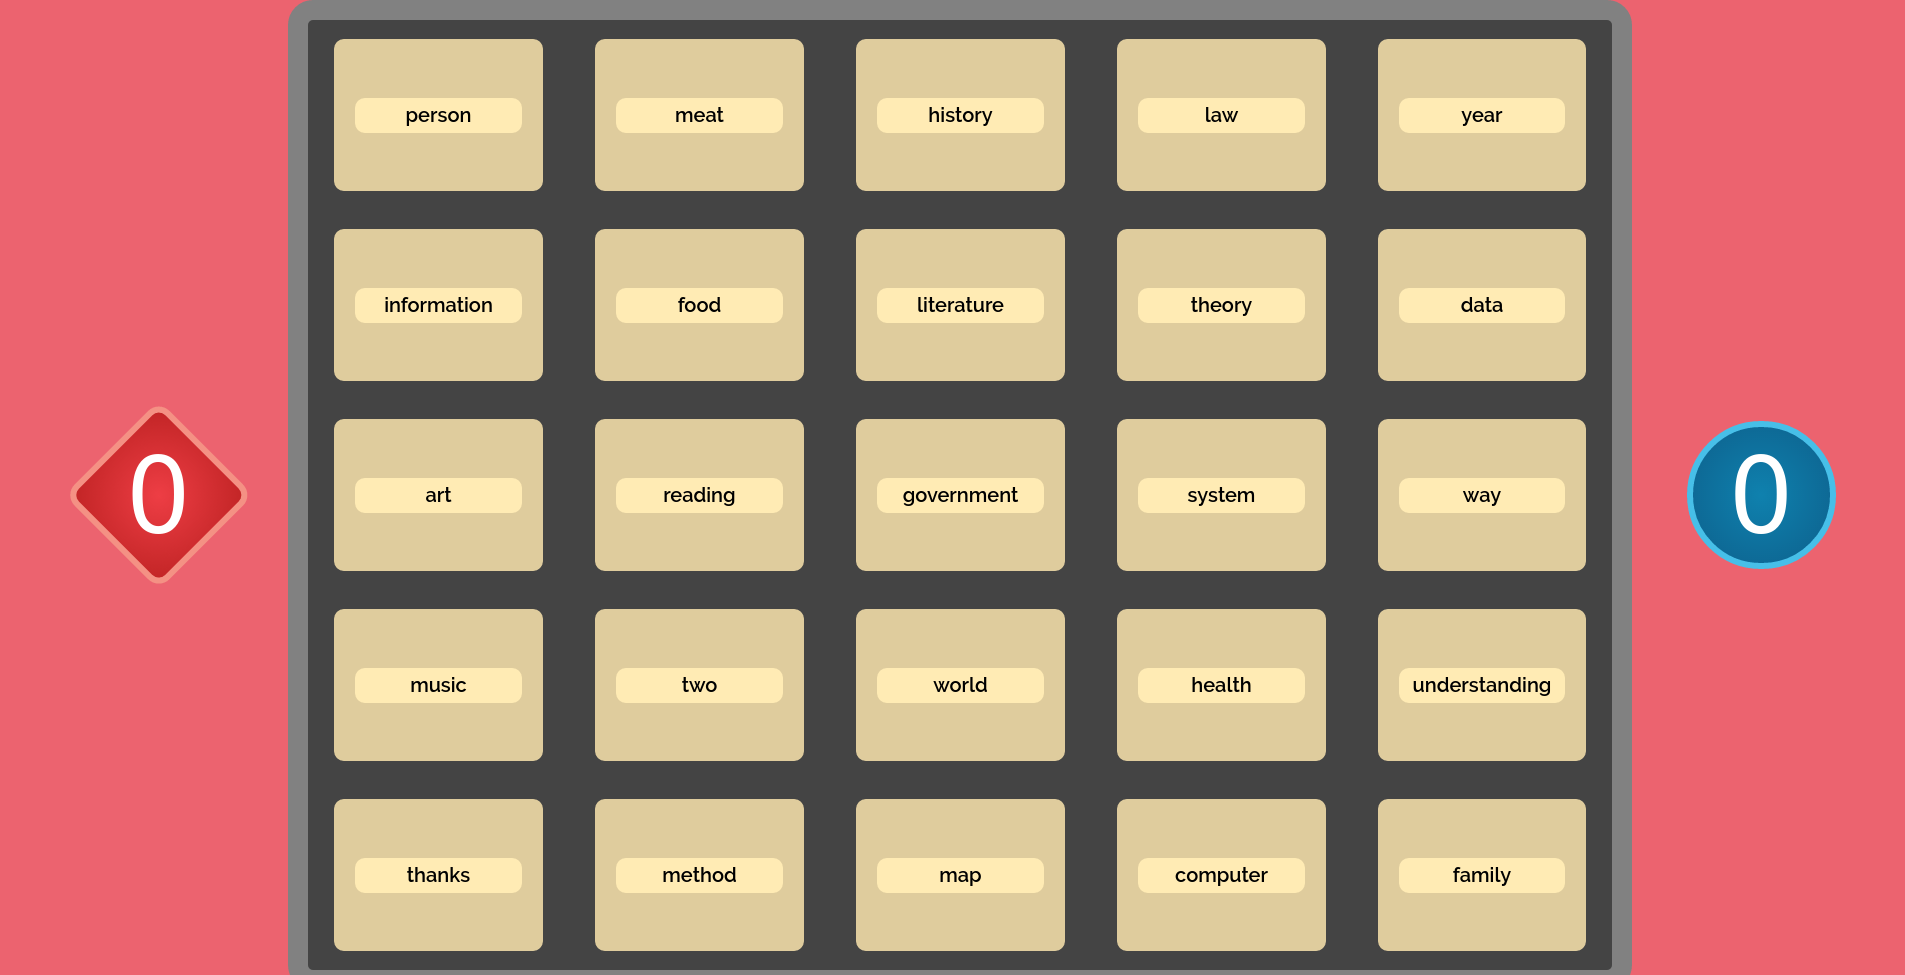 person meat history law year
information food literature theory data
0 art reading government system way 0
music two world health understanding
thanks method map computer family